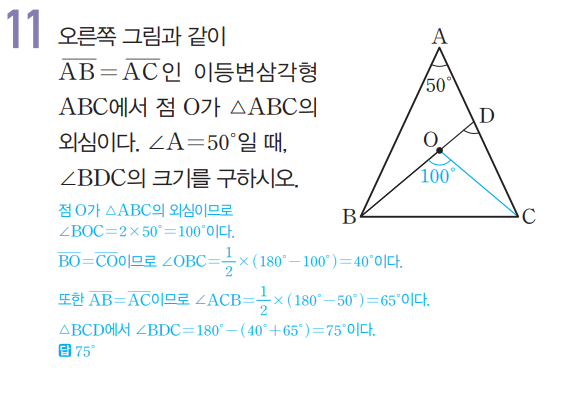 11 오른쪽 그림과 같이
AB=AC인 이등변삼각형
ABC에서 점 O가 △ABC의
외심이다. ∠A=50°일 때,
∠BDC의 크기를 구하시오.
점 O가 △ABC의 외심이므로
∠BOC=2×50°=100°이다.
BO=CO이므로 ∠OBC=1/2×(180°-100°)=40°이다.
또한 AB=AC이므로 ∠ACB=1/2×(180°-50°)=65°이다.
△BCD에서 ∠BDC=180°-(40°+65°)=75°이다.
답 75°
A
50°
D
O
100°
B
C